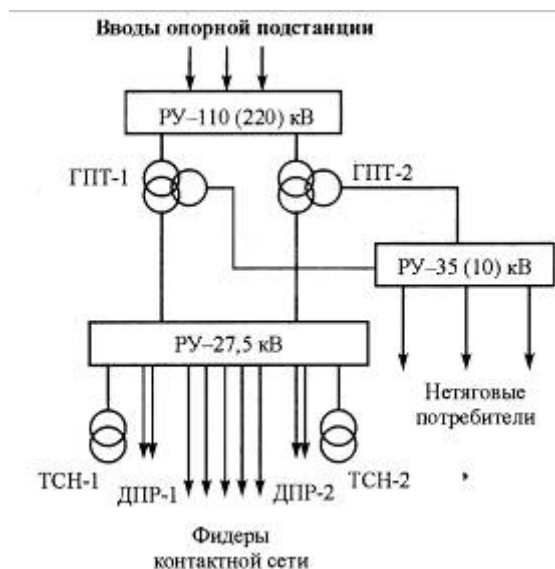 Вводы опорной подстанции
РУ–110 (220) кВ
ГПТ-1
ГПТ-2
РУ–35 (10) кВ
РУ–27,5 кВ
Нетяговые
потребители
ТСН-1
ДПР-1
ДПР-2
ТСН-2
Фидеры
контактной сети